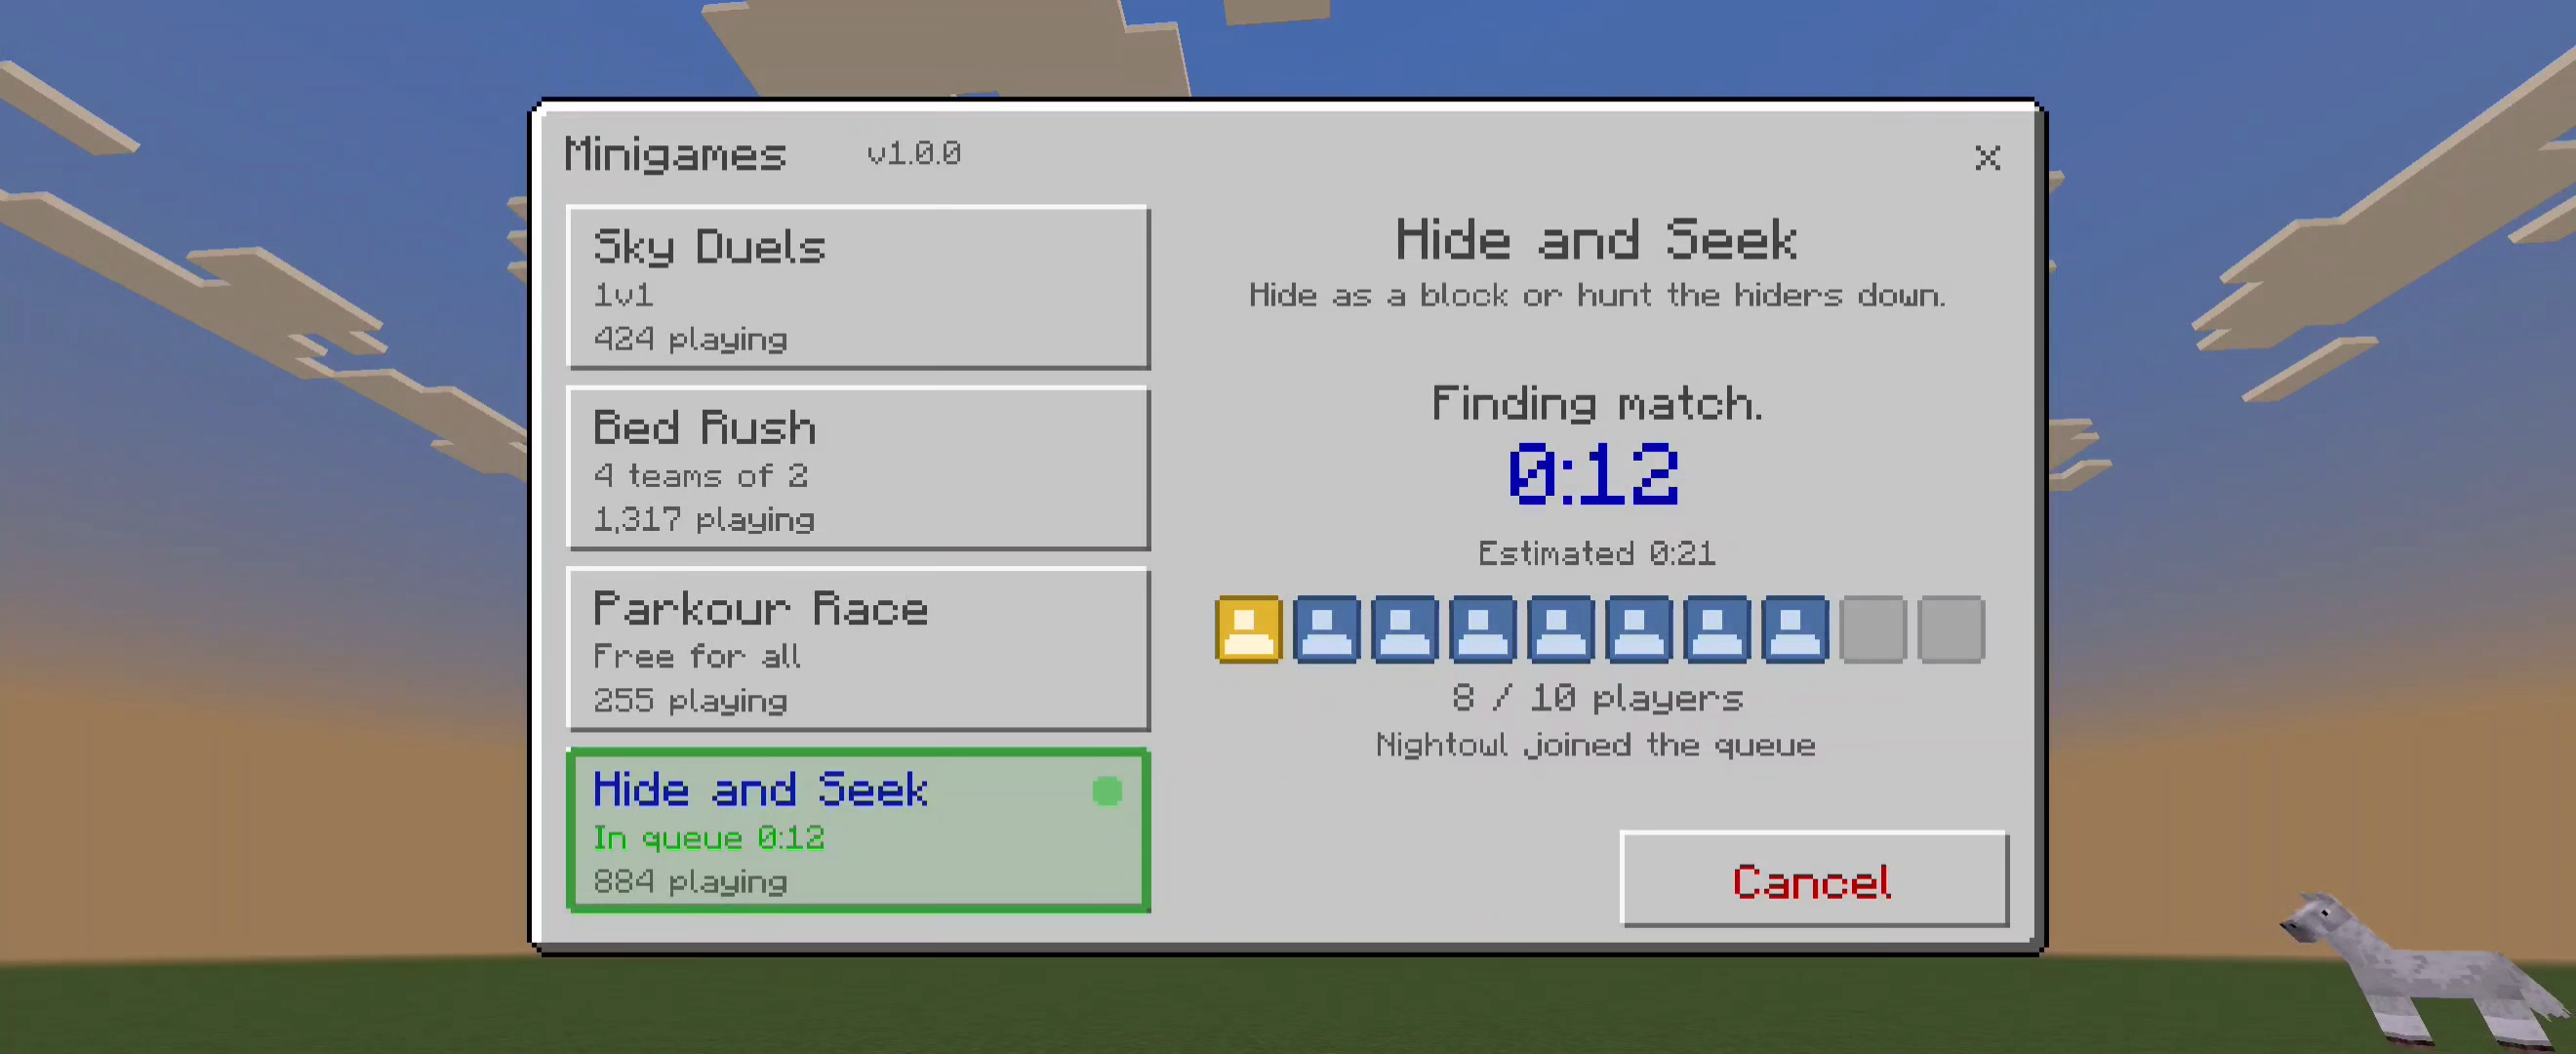 Minigames v1.0.0
Sky Duels
1v1
424 playing
Bed Rush
4 teams of 2
1,317 playing
Parkour Race
Free for all
255 playing
Hide and Seek
In queue 0:12
884 playing
Hide and Seek
Hide as a block or hunt the hiders down.
Finding match.
0:12
Estimated 0:21
8 / 10 players
Nightowl joined the queue
Cancel